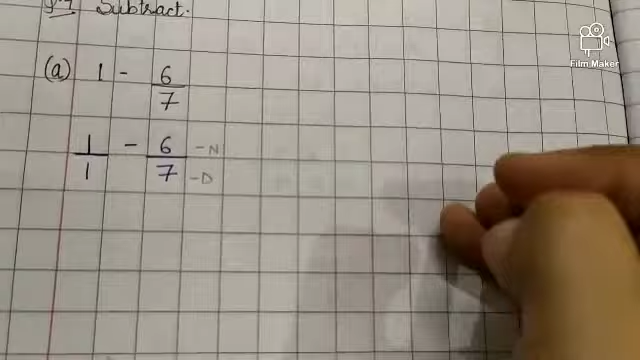 Subtract.
(a) 1 - 6/7
1/1 - 6/7 -N -D
Film.Maker